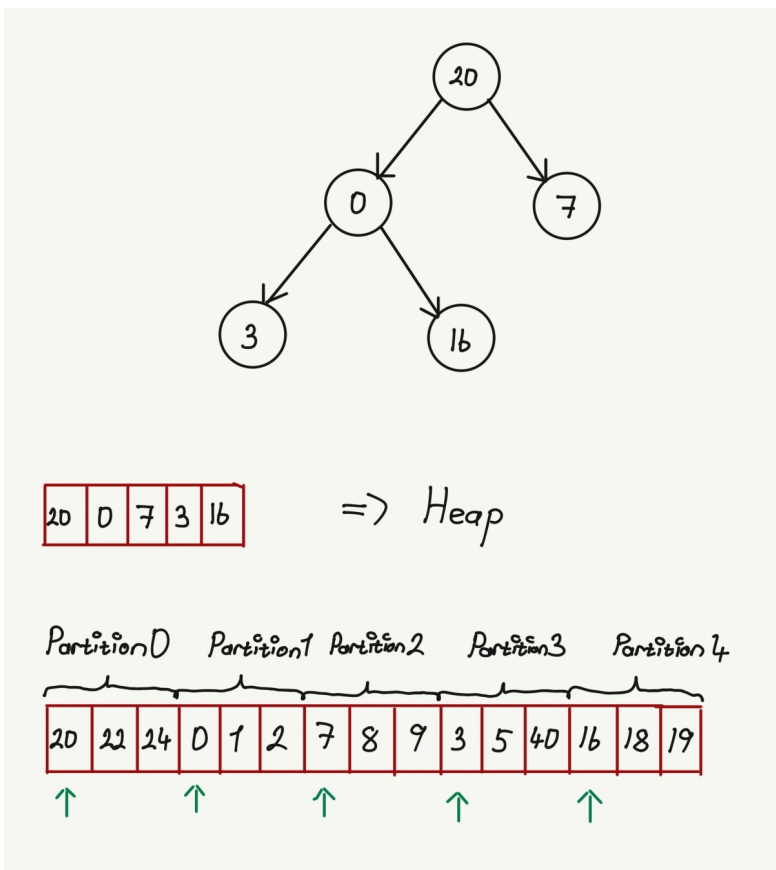 20
0 7
3 16
20 0 7 3 16 => Heap
Partition0 Partition1 Partition2 Partition3 Partition4
20 22 24 0 1 2 7 8 9 3 5 40 16 18 19